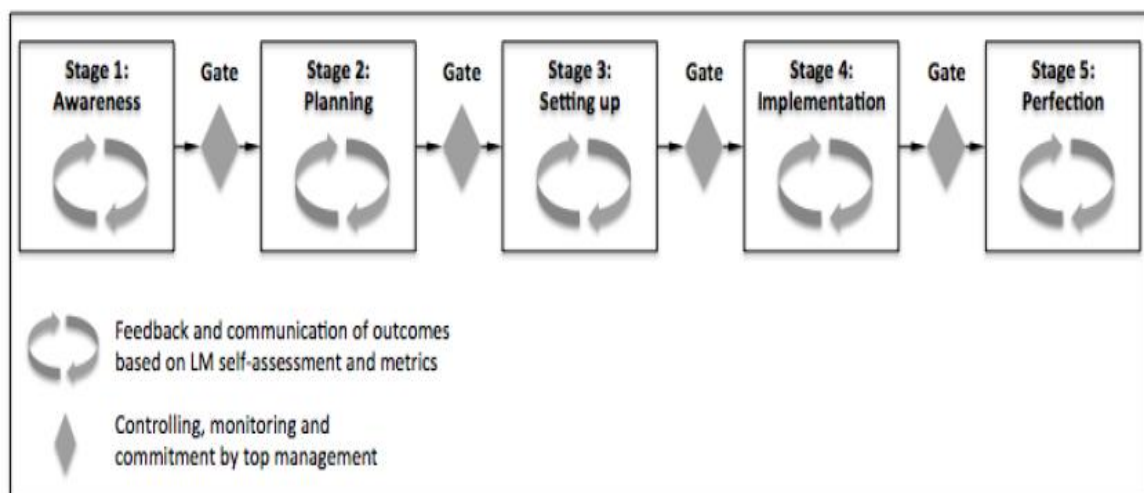 Stage 1:
Awareness
Gate
Stage 2:
Planning
Gate
Stage 3:
Setting up
Gate
Stage 4:
Implementation
Gate
Stage 5:
Perfection
Feedback and communication of outcomes
based on LM self-assessment and metrics
Controlling, monitoring and
commitment by top management